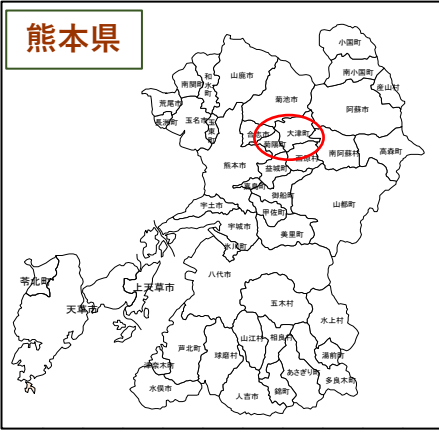 熊本県
小国町
南小国町
産山村
山鹿市
和水町
南関町
菊池市
阿蘇市
荒尾市
玉名市
玉東町
長洲町
合志市
大津町
菊陽町
西原村
南阿蘇村
高森町
熊本市
益城町
嘉島町
御船町
山都町
宇土市
甲佐町
宇城市
美里町
氷川町
八代市
苓北町
上天草市
天草市
五木村
水上村
山江村
相良村
芦北町
球磨村
湯前町
津奈木町
あさぎり町
多良木町
水俣市
人吉市
錦町